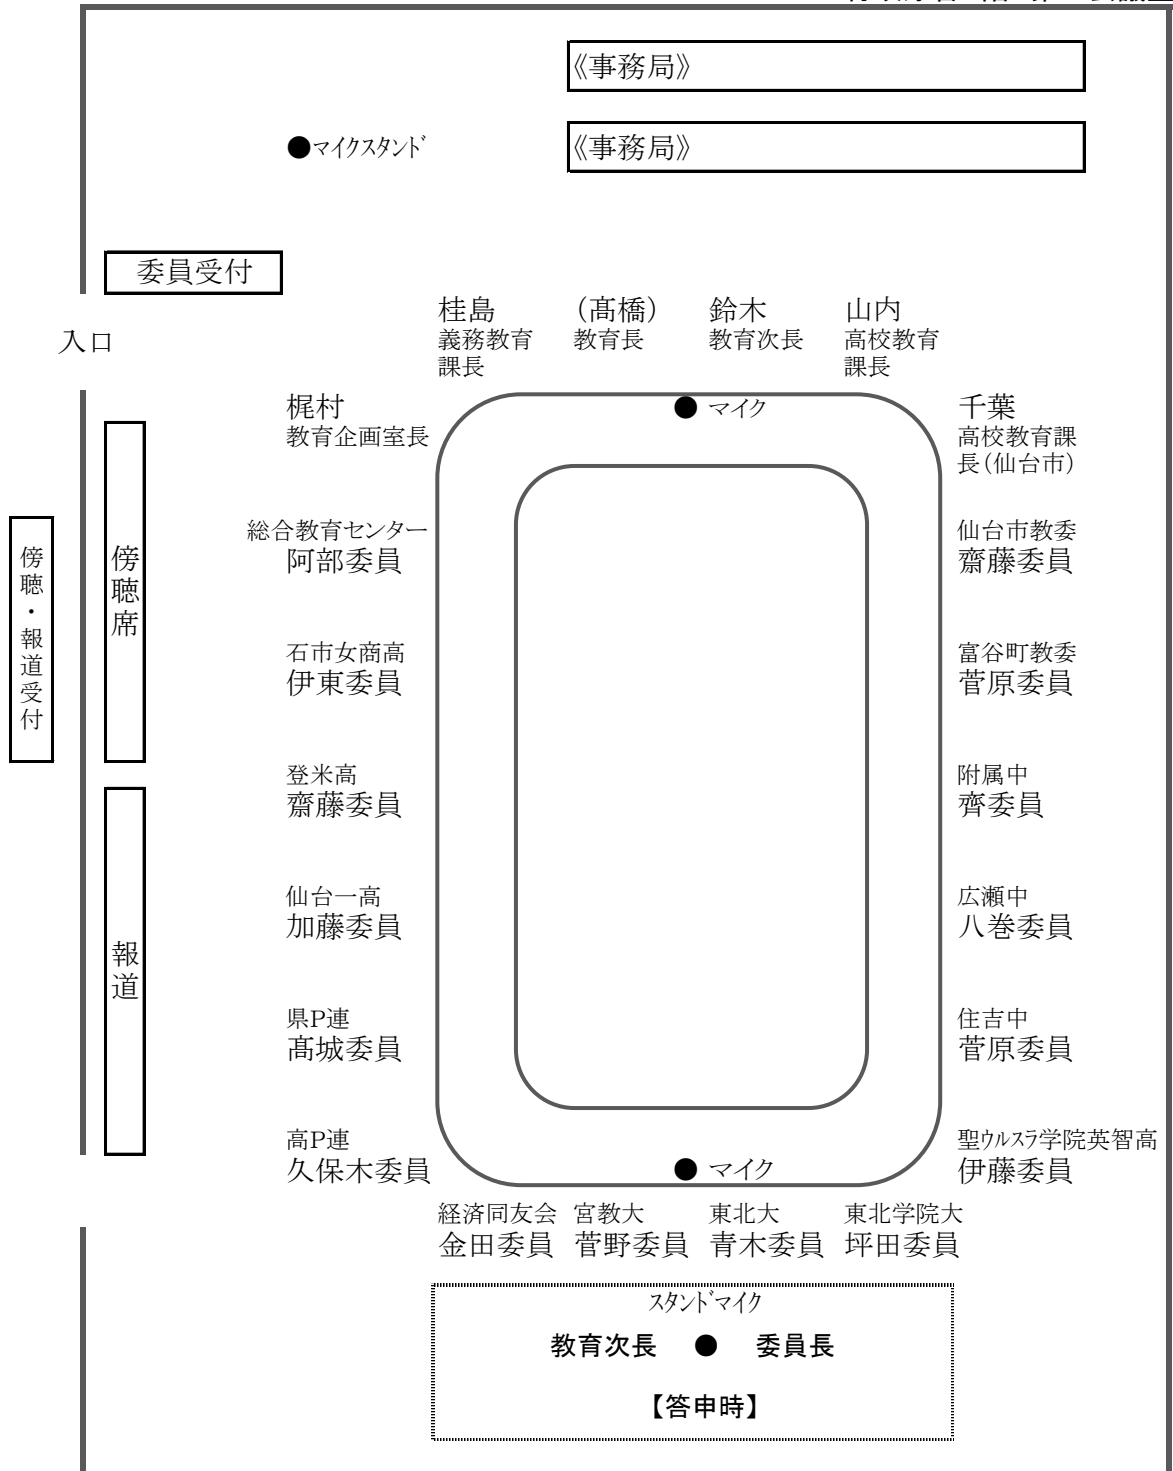 《事務局》
●マイクスタンド
《事務局》
委員受付
入口
桂島
義務教育
課長
(髙橋)
教育長
鈴木
教育次長
山内
高校教育
課長
梶村
教育企画室長
● マイク
千葉
高校教育課
長(仙台市)
傍聴・報道受付
傍聴席
報道
総合教育センター
阿部委員
仙台市教委
齋藤委員
石市女商高
伊東委員
富谷町教委
菅原委員
登米高
齋藤委員
附属中
齊委員
仙台一高
加藤委員
広瀬中
八巻委員
県P連
髙城委員
住吉中
菅原委員
高P連
久保木委員
● マイク
聖ウルスラ学院英智高
伊藤委員
経済同友会
金田委員
宮教大
菅野委員
東北大
青木委員
東北学院大
坪田委員
スタンドマイク
教育次長 ● 委員長
【答申時】